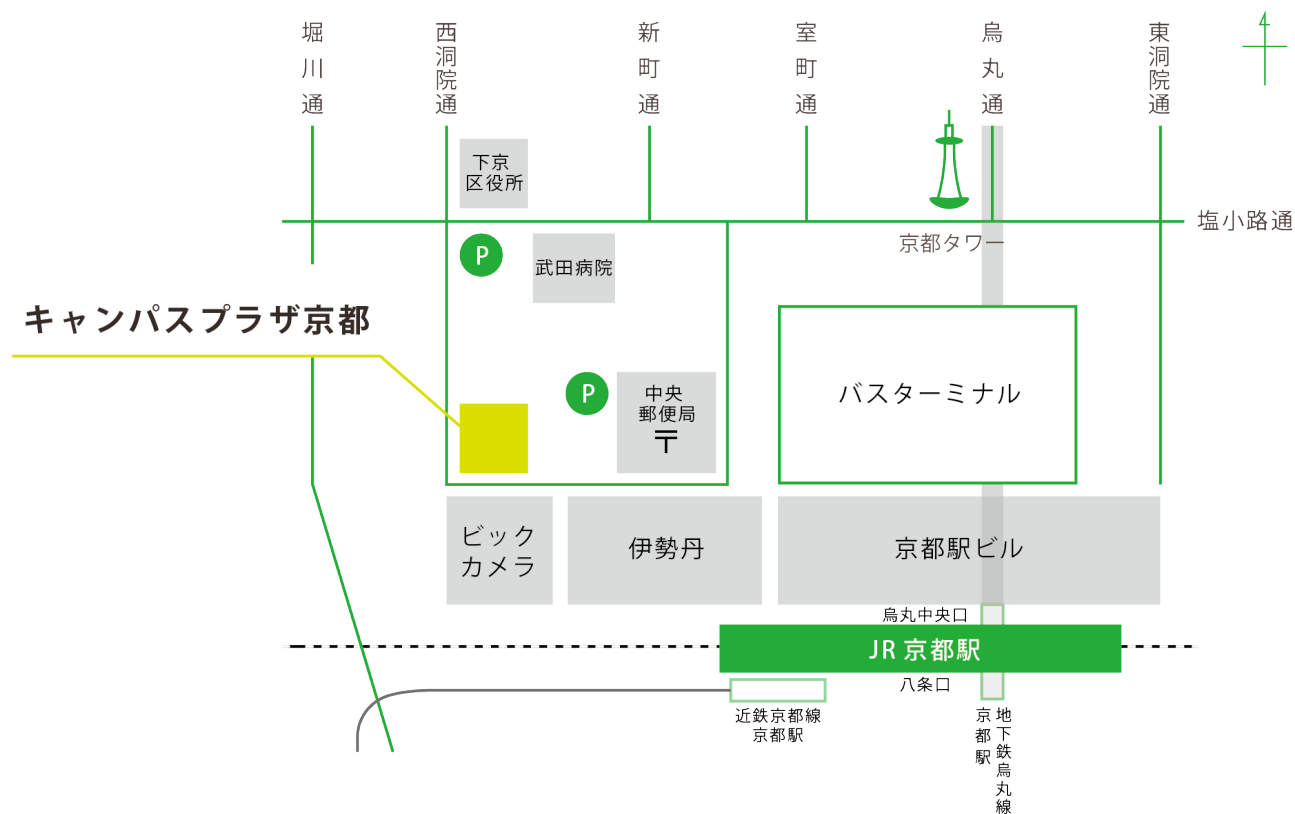 堀川通
西洞院通
新町通
室町通
烏丸通
東洞院通
下京
区役所
塩小路通
京都タワー
P
武田病院
キャンパスプラザ京都
バスターミナル
P
中央
郵便局
〒
ビック
カメラ
伊勢丹
京都駅ビル
烏丸中央口
JR 京都駅
八条口
近鉄京都線
京都駅
地下鉄烏丸線
京都駅